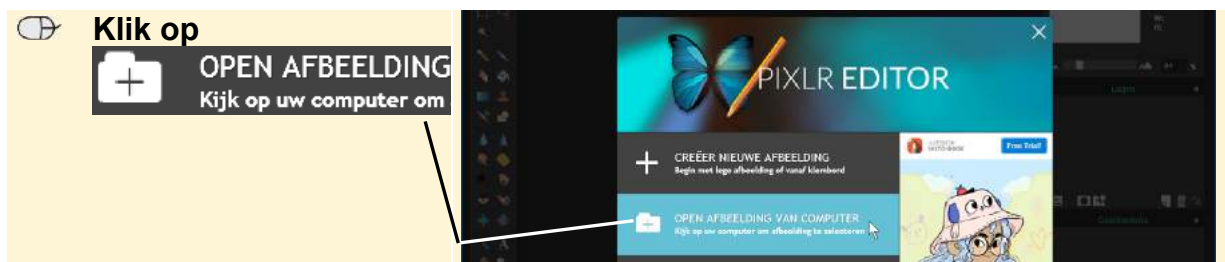 Klik op
OPEN AFBEELDING
Kijk op uw computer om
PIXLR EDITOR
CREËER NIEUWE AFBEELDING
Begin met lege afbeelding of vanaf klembord
OPEN AFBEELDING VAN COMPUTER
Kijk op uw computer om afbeelding te selecteren
Free Trial!
Lagen